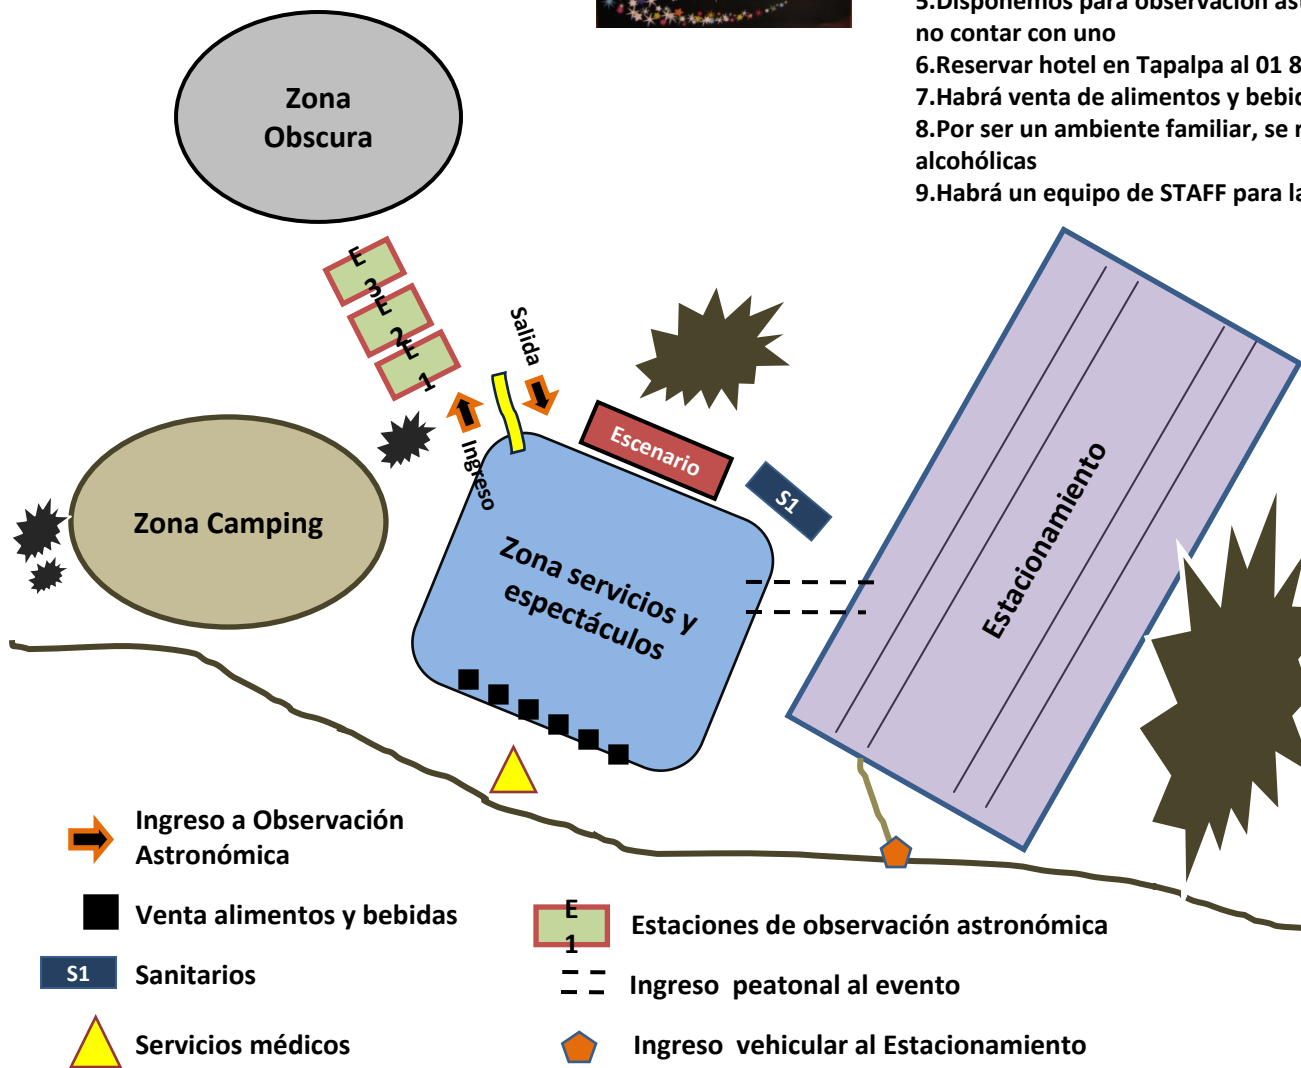 5.Disponemos para observación
no contar con uno
6.Reservar hotel en Tapalpa al 01 8
7.Habrá venta de alimentos y
8.Por ser un ambiente familiar, se
alcohólicas
9.Habrá un equipo de STAFF para
Zona
Obscura
E
3
E
2
E
1
Salida
Ingreso
Escenario
S1
Zona Camping
Zona servicios y
espectáculos
Estacionamiento
Ingreso a Observación
Astronómica
Venta alimentos y bebidas
S1
Sanitarios
Servicios médicos
E
1
Estaciones de observación astronómica
Ingreso peatonal al evento
Ingreso vehicular al Estacionamiento